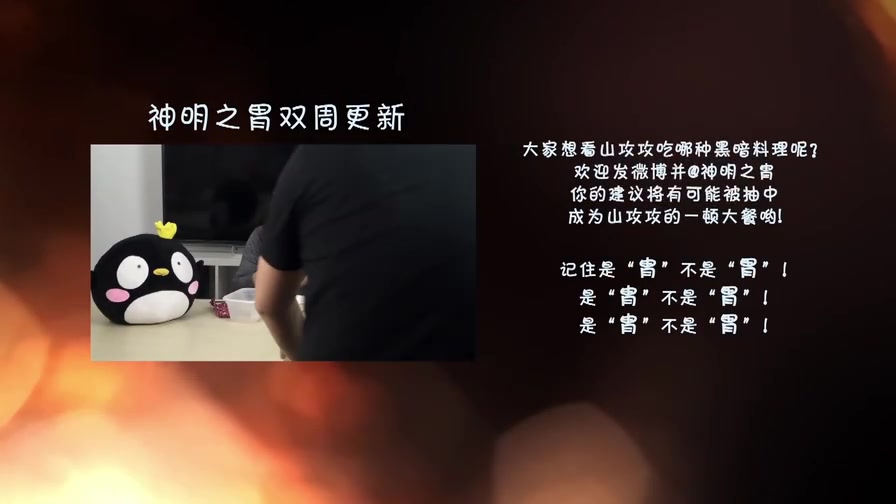 神明之胃双周更新
大家想看山攻攻吃哪种黑暗料理呢?
欢迎发微博并@神明之胄
你的建议将有可能被抽中
成为山攻攻的一顿大餐哟!
记住是“胄”不是“胃”!
是“胄”不是“胃”!
是“胄”不是“胃”!